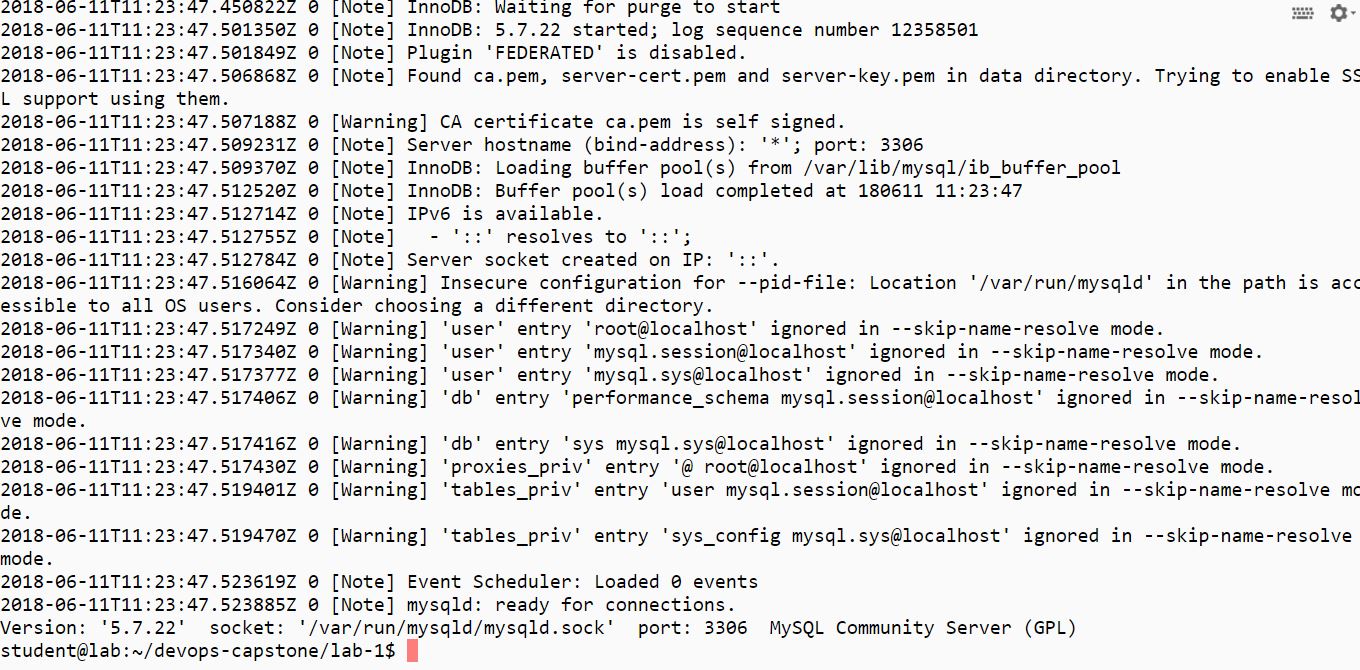 2018-06-11T11:23:47.450822Z 0 [Note] InnoDB: Waiting for purge to start
2018-06-11T11:23:47.501350Z 0 [Note] InnoDB: 5.7.22 started; log sequence number 12358501
2018-06-11T11:23:47.501849Z 0 [Note] Plugin 'FEDERATED' is disabled.
2018-06-11T11:23:47.506868Z 0 [Note] Found ca.pem, server-cert.pem and server-key.pem in data directory. Trying to enable SS
L support using them.
2018-06-11T11:23:47.507188Z 0 [Warning] CA certificate ca.pem is self signed.
2018-06-11T11:23:47.509231Z 0 [Note] Server hostname (bind-address): '*'; port: 3306
2018-06-11T11:23:47.509370Z 0 [Note] InnoDB: Loading buffer pool(s) from /var/lib/mysql/ib_buffer_pool
2018-06-11T11:23:47.512520Z 0 [Note] InnoDB: Buffer pool(s) load completed at 180611 11:23:47
2018-06-11T11:23:47.512714Z 0 [Note] IPv6 is available.
2018-06-11T11:23:47.512755Z 0 [Note]   - '::' resolves to '::';
2018-06-11T11:23:47.512784Z 0 [Note] Server socket created on IP: '::'.
2018-06-11T11:23:47.516064Z 0 [Warning] Insecure configuration for --pid-file: Location '/var/run/mysqld' in the path is acc
essible to all OS users. Consider choosing a different directory.
2018-06-11T11:23:47.517249Z 0 [Warning] 'user' entry 'root@localhost' ignored in --skip-name-resolve mode.
2018-06-11T11:23:47.517340Z 0 [Warning] 'user' entry 'mysql.session@localhost' ignored in --skip-name-resolve mode.
2018-06-11T11:23:47.517377Z 0 [Warning] 'user' entry 'mysql.sys@localhost' ignored in --skip-name-resolve mode.
2018-06-11T11:23:47.517406Z 0 [Warning] 'db' entry 'performance_schema mysql.session@localhost' ignored in --skip-name-resol
ve mode.
2018-06-11T11:23:47.517416Z 0 [Warning] 'db' entry 'sys mysql.sys@localhost' ignored in --skip-name-resolve mode.
2018-06-11T11:23:47.517430Z 0 [Warning] 'proxies_priv' entry '@ root@localhost' ignored in --skip-name-resolve mode.
2018-06-11T11:23:47.519401Z 0 [Warning] 'tables_priv' entry 'user mysql.session@localhost' ignored in --skip-name-resolve mo
de.
2018-06-11T11:23:47.519470Z 0 [Warning] 'tables_priv' entry 'sys_config mysql.sys@localhost' ignored in --skip-name-resolve
mode.
2018-06-11T11:23:47.523619Z 0 [Note] Event Scheduler: Loaded 0 events
2018-06-11T11:23:47.523885Z 0 [Note] mysqld: ready for connections.
Version: '5.7.22'  socket: '/var/run/mysqld/mysqld.sock'  port: 3306  MySQL Community Server (GPL)
student@lab:~/devops-capstone/lab-1$